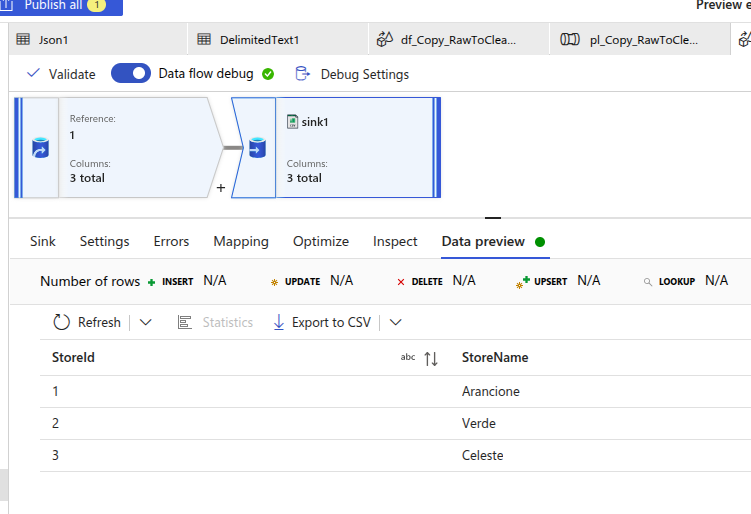 Publish all 1
Preview e
Json1
DelimitedText1
df_Copy_RawToClea...
pl_Copy_RawToCle...
Validate
Data flow debug
Debug Settings
Reference:
1
Columns:
3 total
+
sink1
Columns:
3 total
Sink
Settings
Errors
Mapping
Optimize
Inspect
Data preview
Number of rows + INSERT N/A
UPDATE N/A
DELETE N/A
UPSERT N/A
LOOKUP N/A
Refresh
Statistics
Export to CSV
StoreId abc StoreName
1 Arancione
2 Verde
3 Celeste